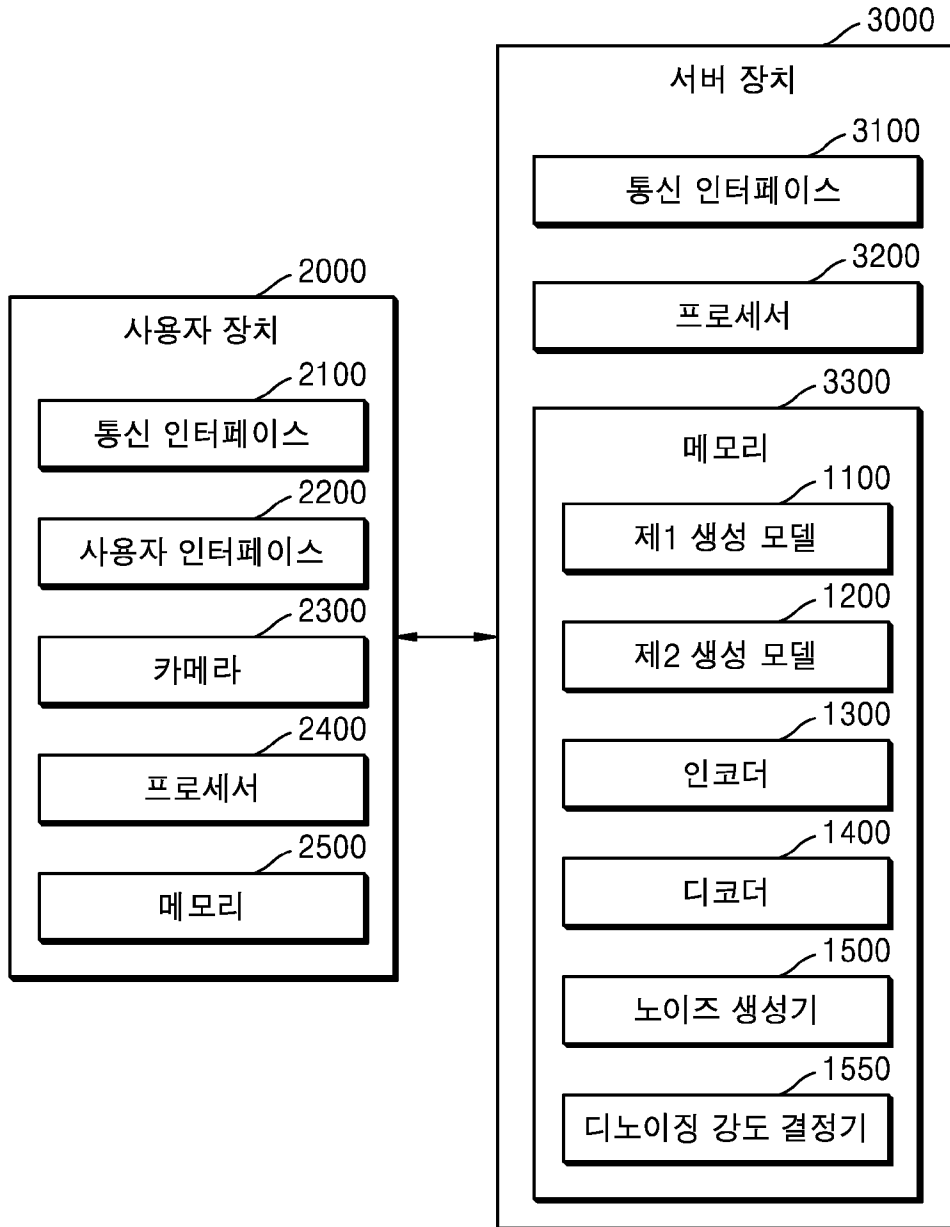 3000
서버 장치
3100
통신 인터페이스
3200
프로세서
3300
메모리
1100
제1 생성 모델
1200
제2 생성 모델
1300
인코더
1400
디코더
1500
노이즈 생성기
1550
디노이징 강도 결정기
2000
사용자 장치
2100
통신 인터페이스
2200
사용자 인터페이스
2300
카메라
2400
프로세서
2500
메모리